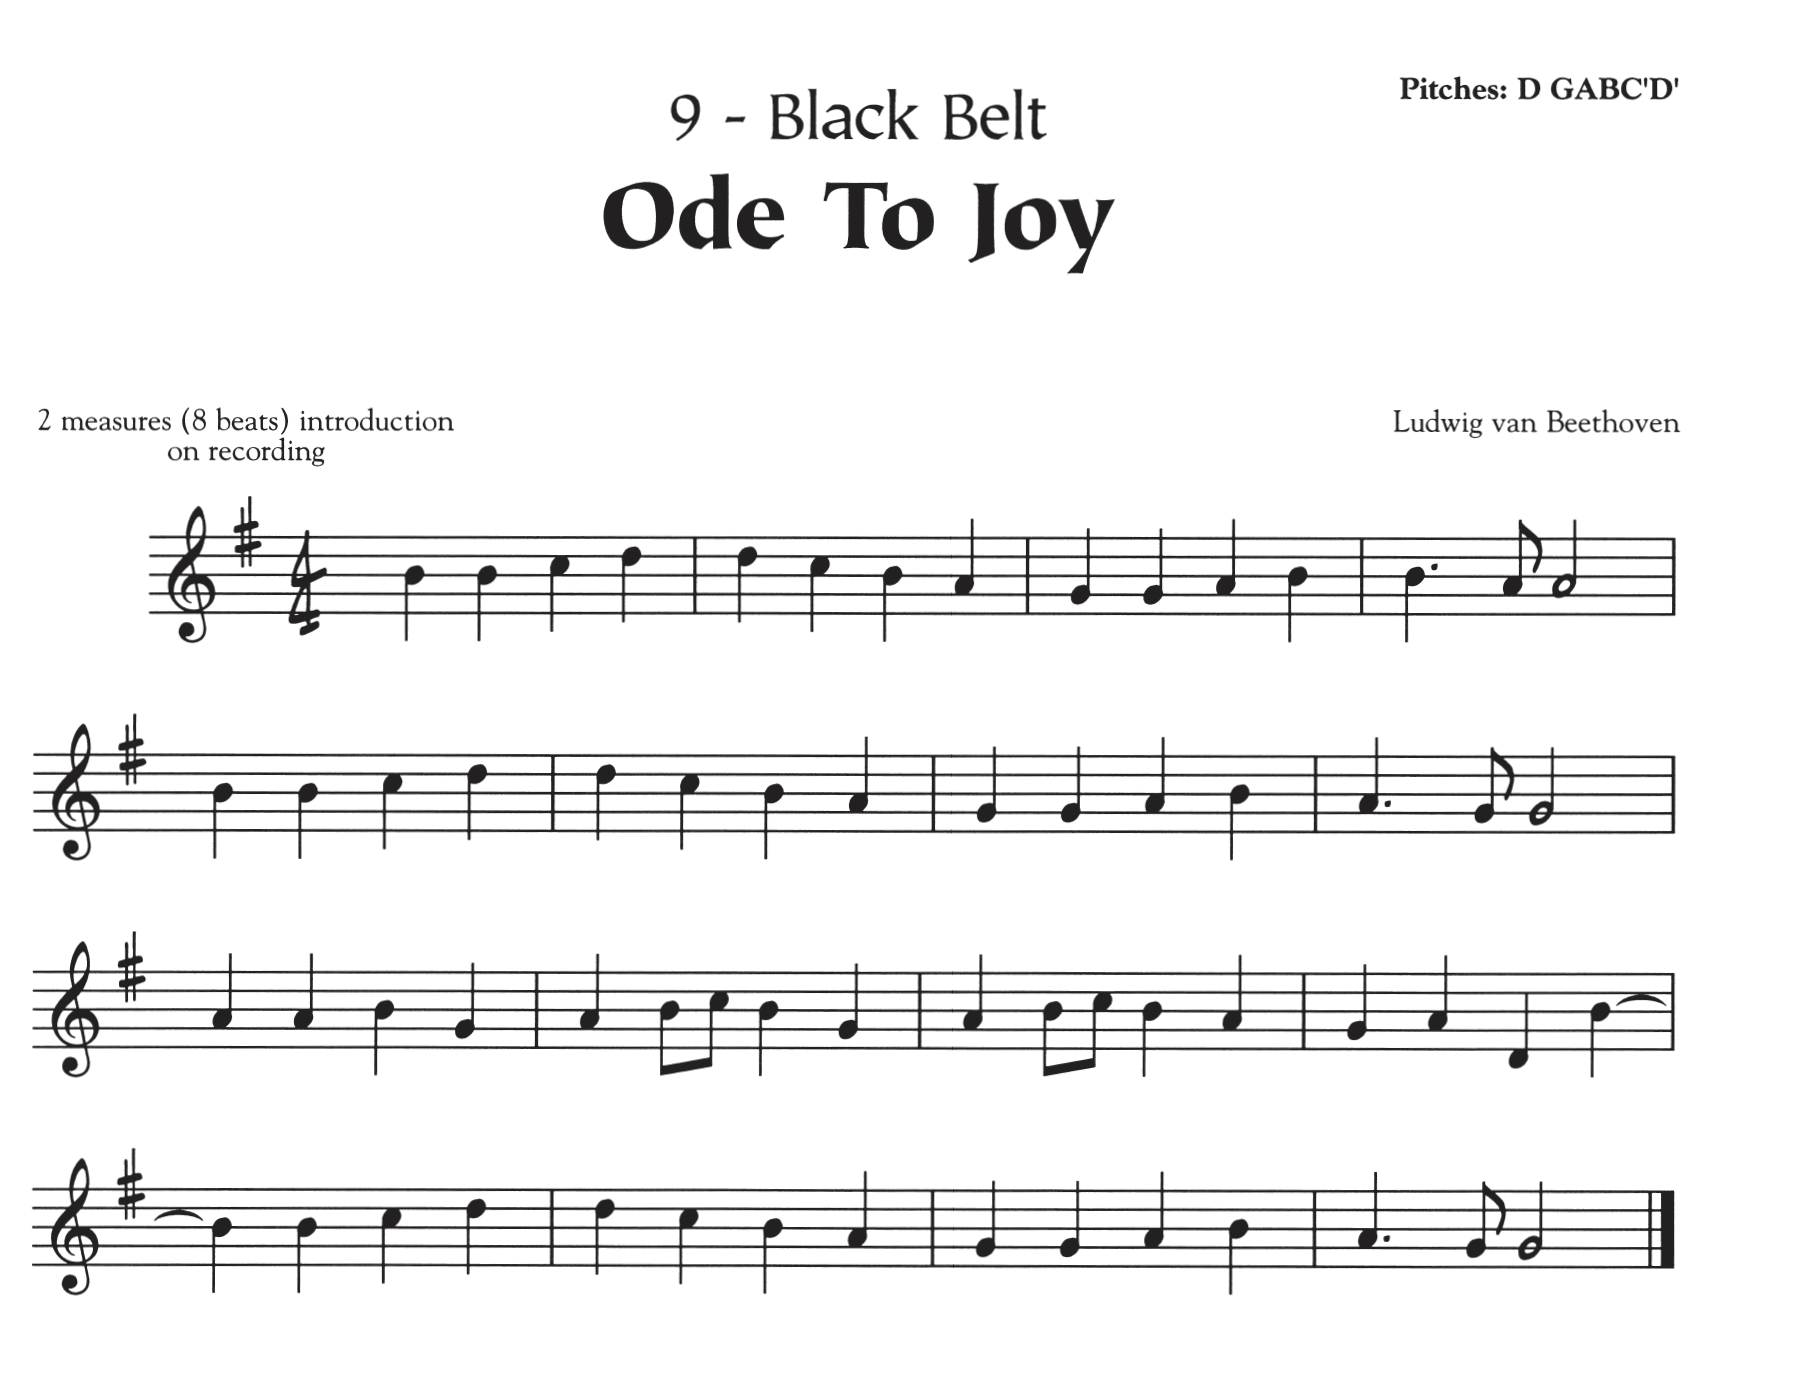 Pitches: D GABC'D'
9 - Black Belt
Ode To Joy
2 measures (8 beats) introduction
on recording
Ludwig van Beethoven